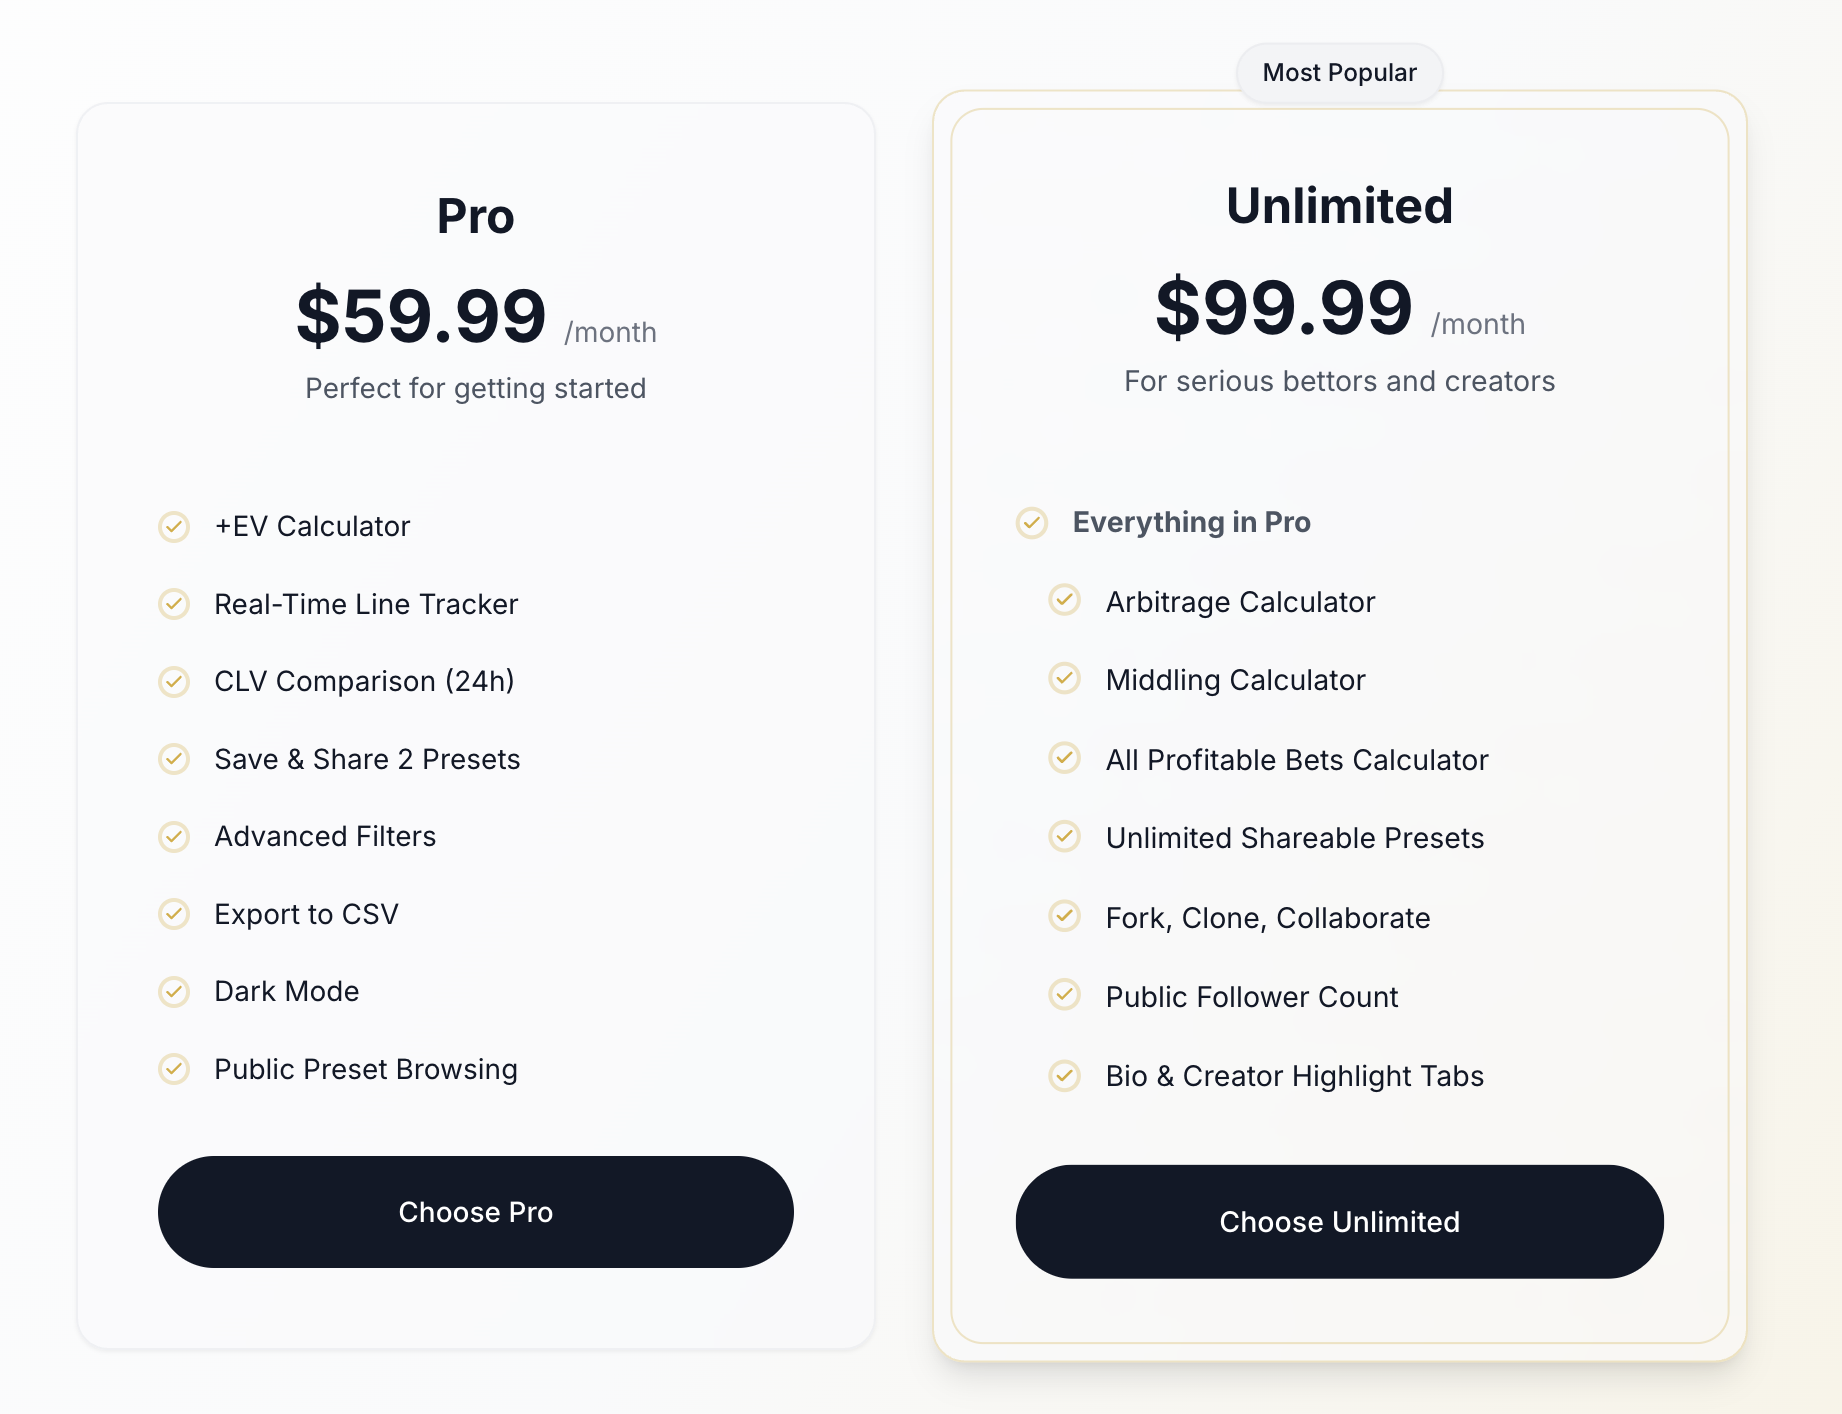 Pro
$59.99 /month
Perfect for getting started
+EV Calculator
Real-Time Line Tracker
CLV Comparison (24h)
Save & Share 2 Presets
Advanced Filters
Export to CSV
Dark Mode
Public Preset Browsing
Choose Pro
Most Popular
Unlimited
$99.99 /month
For serious bettors and creators
Everything in Pro
Arbitrage Calculator
Middling Calculator
All Profitable Bets Calculator
Unlimited Shareable Presets
Fork, Clone, Collaborate
Public Follower Count
Bio & Creator Highlight Tabs
Choose Unlimited